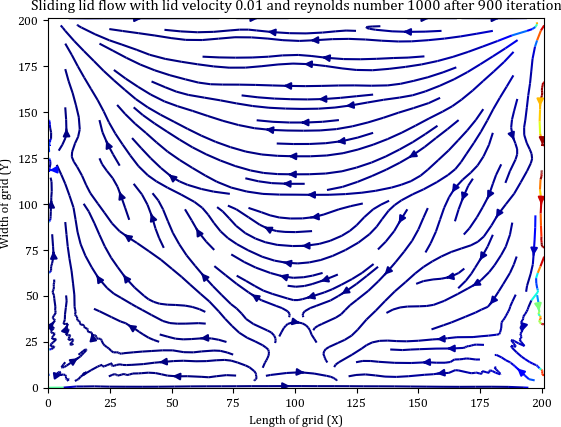 Sliding lid flow with lid velocity 0.01 and reynolds number 1000 after 900 iteration
200
175
150
125
100
75
50
25
0
Width of grid (Y)
0 25 50 75 100 125 150 175 200
Length of grid (X)